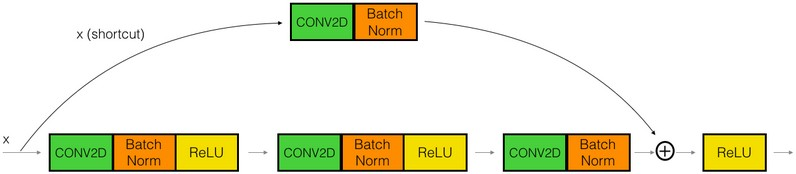 x (shortcut)
CONV2D
Batch
Norm
x
CONV2D
Batch
Norm
ReLU
CONV2D
Batch
Norm
ReLU
CONV2D
Batch
Norm
+
ReLU